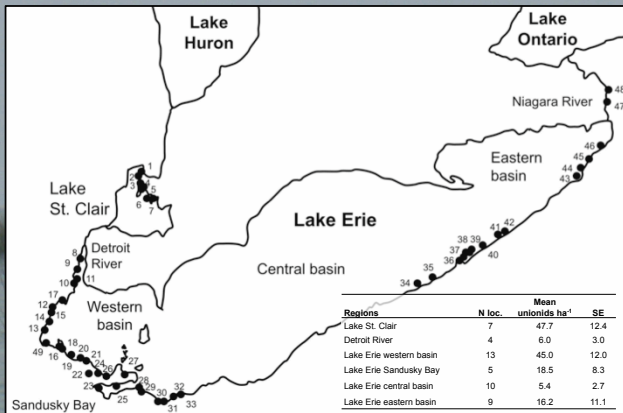 Lake
Huron
Lake
Ontario
Niagara River
48
47
46
45
44
43
Eastern
basin
1
2
3
4
5
6
7
Lake
St. Clair
Lake Erie
Detroit
River
8
9
10
11
Central basin
42
41
40
39
38
37
36
35
34
Western
basin
17
12
15
14
13
49
16
18
19
20
21
22
24
26
27
23
25
28
29
30
31
32
33
Sandusky Bay
Regions N loc. Mean unionids ha-1 SE
Lake St. Clair 7 47.7 12.4
Detroit River 4 6.0 3.0
Lake Erie western basin 13 45.0 12.0
Lake Erie Sandusky Bay 5 18.5 8.3
Lake Erie central basin 10 5.4 2.7
Lake Erie eastern basin 9 16.2 11.1